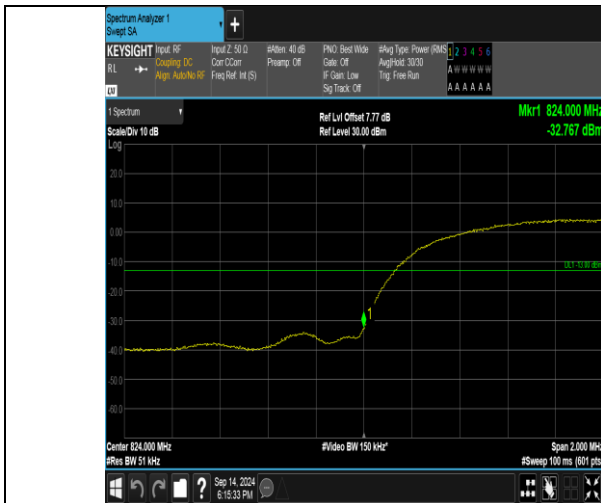 Spectrum Analyzer 1
Swept SA
+
KEYSIGHT Input: RF Input Z: 50 Ω #Atten: 40 dB PNO: Best Wide #Avg Type: Power (RMS 1 2 3 4 5 6
RL Coupling: DC Corr CCorr Preamp: Off Gate: Off Avg|Hold: 30/30 A W W W W W
Align: Auto/No RF Freq Ref: Int (S) IF Gain: Low Trig: Free Run
Sig Track: Off A A A A A A
LXI
1 Spectrum Ref Lvl Offset 7.77 dB Mkr1 824.000 MHz
Scale/Div 10 dB Ref Level 30.00 dBm -32.767 dBm
Log
20.0
10.0
0.00
-10.0
DL1 -13.00 dBm
-20.0
1
-30.0
-40.0
-50.0
-60.0
Center 824.000 MHz #Video BW 150 kHz* Span 2.000 MHz
#Res BW 51 kHz #Sweep 100 ms (601 pts
? Sep 14, 2024
6:15:33 PM